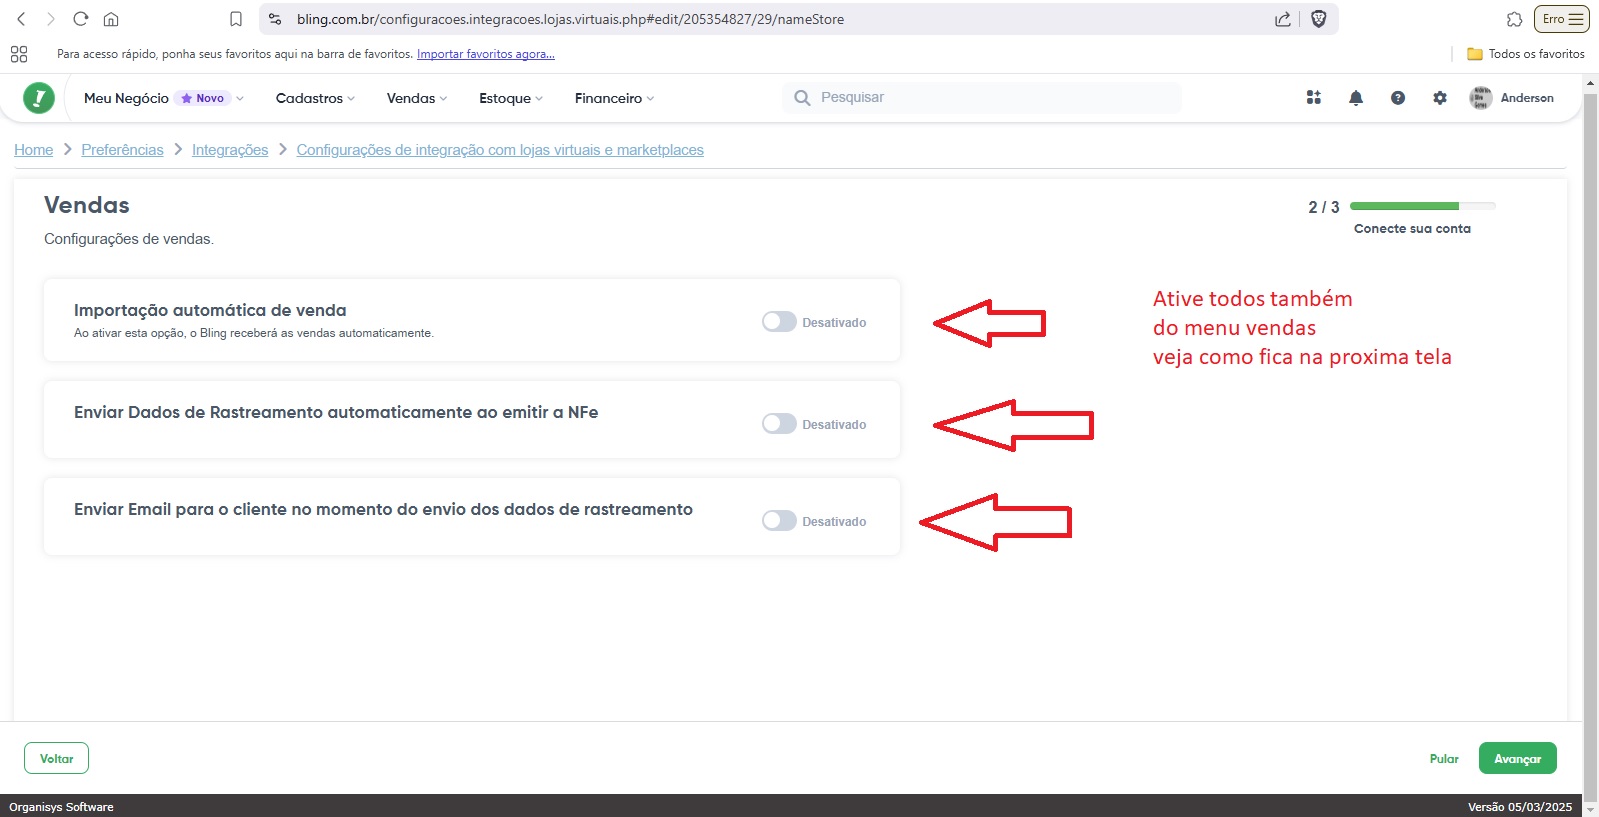 bling.com.br/configuracoes.integracoes.lojas.virtuais.php#edit/205354827/29/nameStore
Erro
Para acesso rápido, ponha seus favoritos aqui na barra de favoritos. Importar favoritos agora...
Todos os favoritos
Meu Negócio Novo Cadastros Vendas Estoque Financeiro Pesquisar Anderson
Home Preferências Integrações Configurações de integração com lojas virtuais e marketplaces
Vendas
2 / 3
Conecte sua conta
Configurações de vendas.
Importação automática de venda
Ao ativar esta opção, o Bling receberá as vendas automaticamente.
Desativado
Enviar Dados de Rastreamento automaticamente ao emitir a NFe
Desativado
Enviar Email para o cliente no momento do envio dos dados de rastreamento
Desativado
Ative todos também
do menu vendas
veja como fica na proxima tela
Voltar
Pular
Avançar
Organisys Software
Versão 05/03/2025